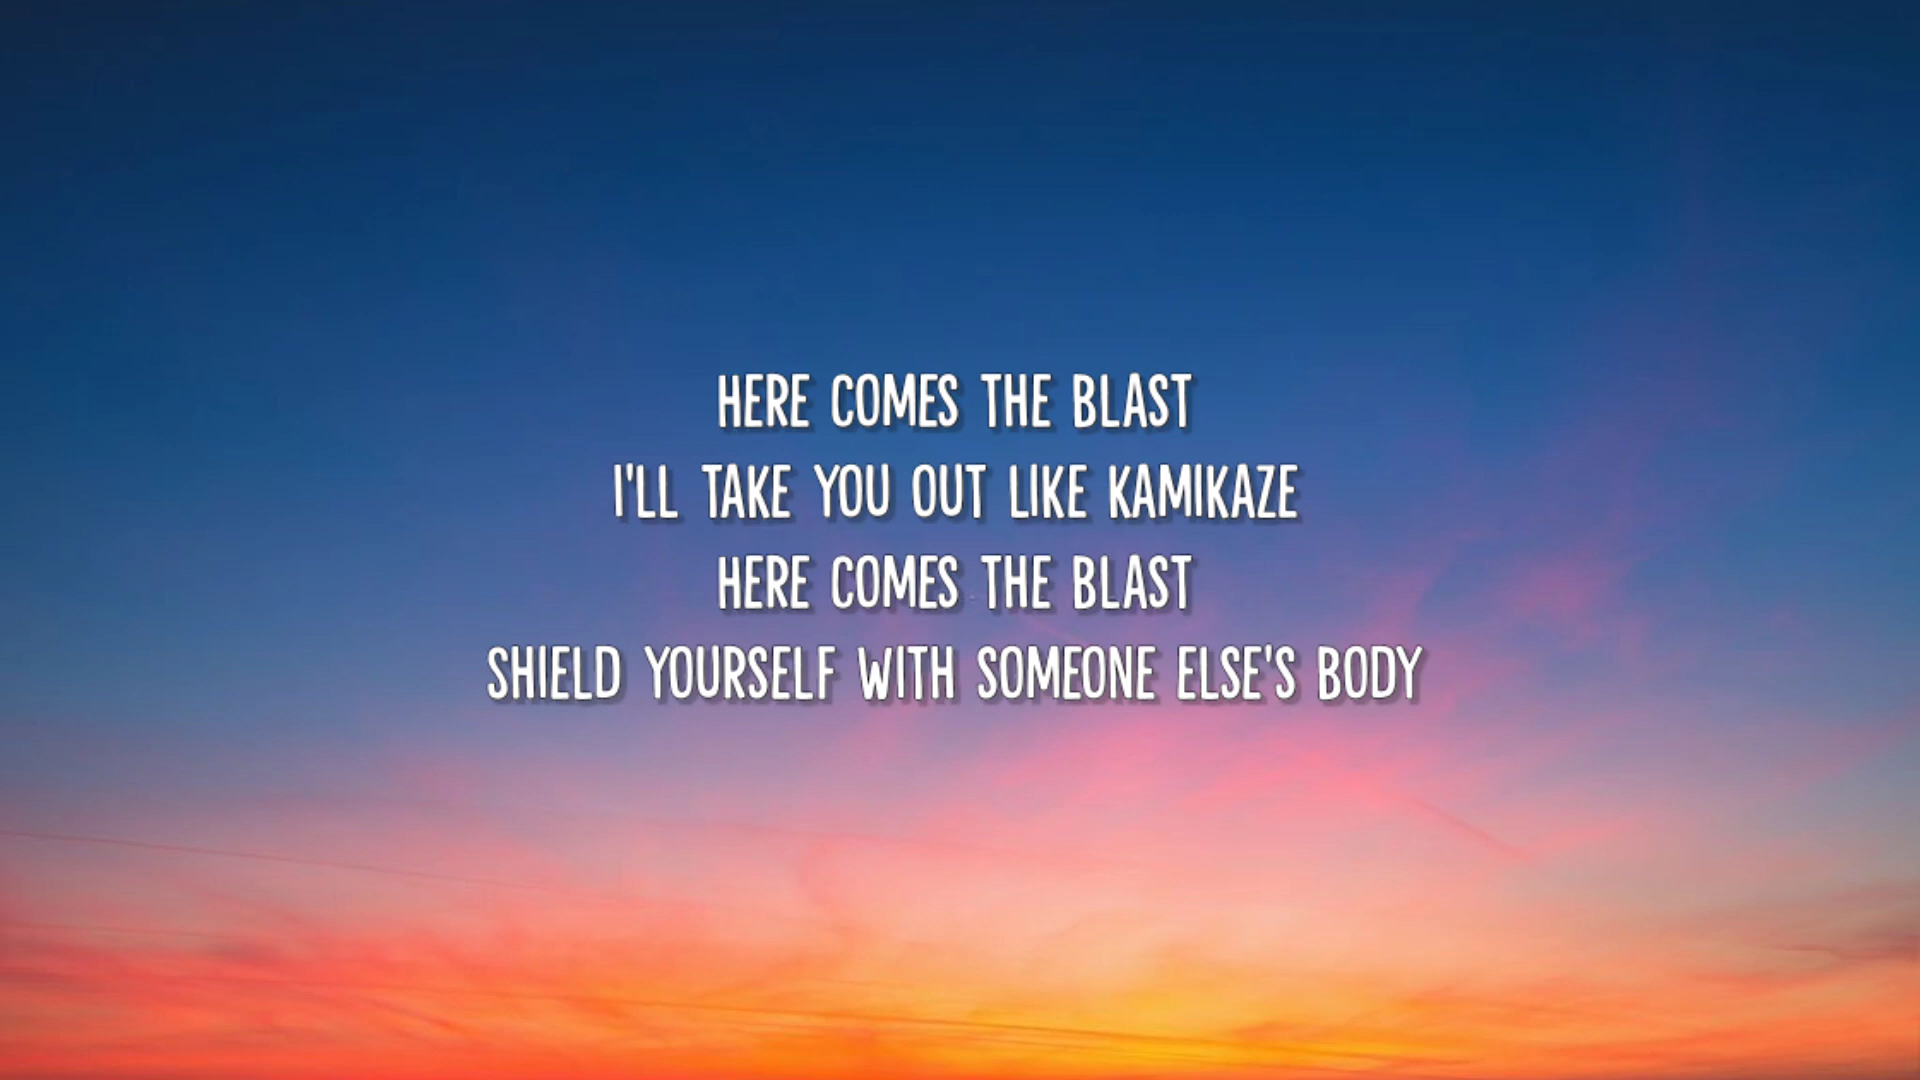 HERE COMES THE BLAST
I'LL TAKE YOU OUT LIKE KAMIKAZE
HERE COMES THE BLAST
SHIELD YOURSELF WITH SOMEONE ELSE'S BODY